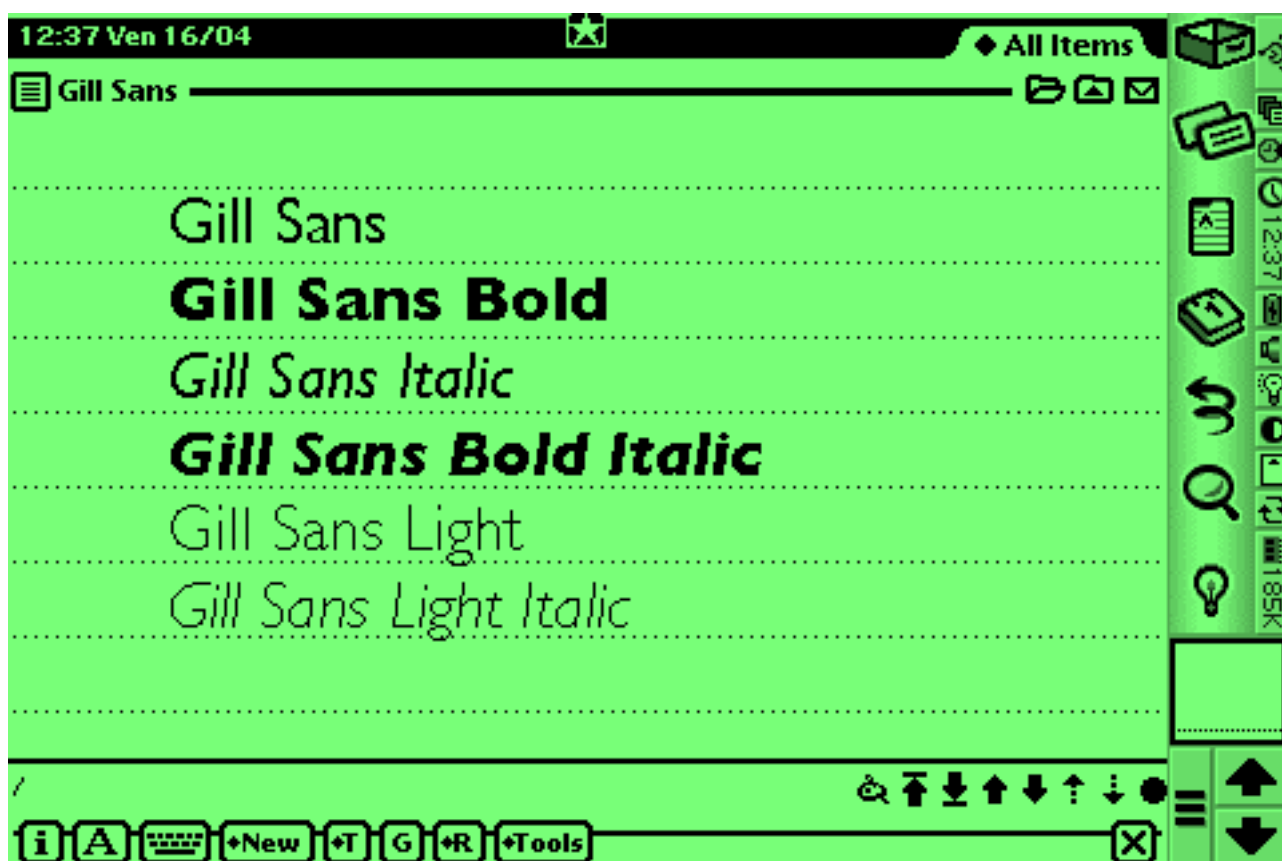 12:37 Ven 16/04
◆ All Items
Gill Sans
Gill Sans
Gill Sans Bold
Gill Sans Italic
Gill Sans Bold Italic
Gill Sans Light
Gill Sans Light Italic
12:37
185K
/
i A ◆New ◆T G ◆R ◆Tools X